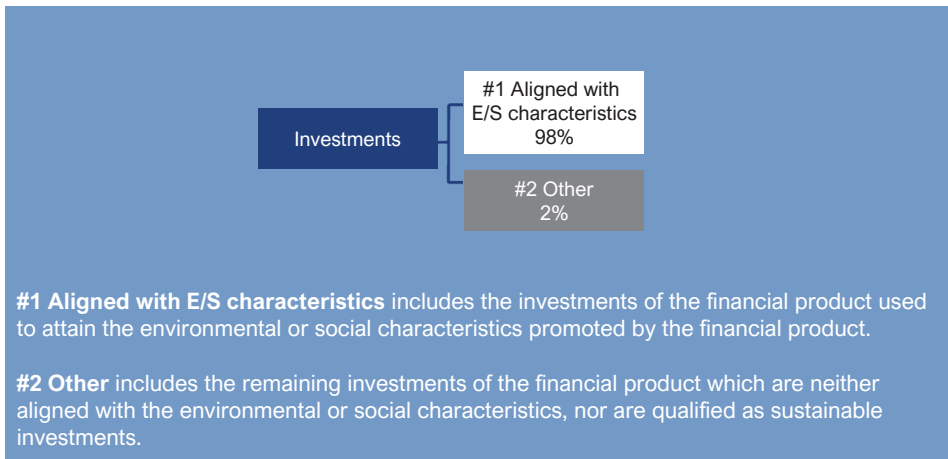 Investments
#1 Aligned with
E/S characteristics
98%
#2 Other
2%
#1 Aligned with E/S characteristics includes the investments of the financial product used
to attain the environmental or social characteristics promoted by the financial product.
#2 Other includes the remaining investments of the financial product which are neither
aligned with the environmental or social characteristics, nor are qualified as sustainable
investments.